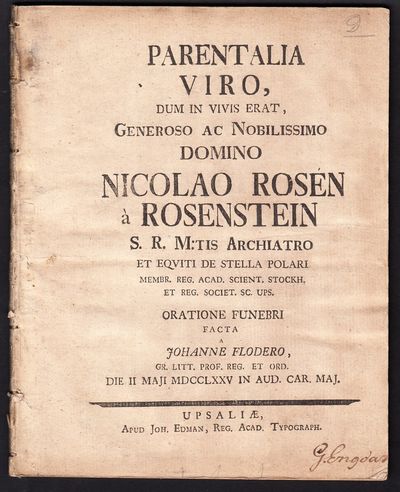 PARENTALIA
VIRO,
DUM IN VIVIS ERAT,
GENEROSO AC NOBILISSIMO
DOMINO
NICOLAO ROSÉN
à ROSENSTEIN
S. R. M:TIS ARCHIATRO
ET EQVITI DE STELLA POLARI
MEMBR. REG. ACAD. SCIENT. STOCKH.
ET REG. SOCIET. SC. UPS.
ORATIONE FUNEBRI
FACTA
A
JOHANNE FLODERO,
GR. LITT. PROF. REG. ET ORD.
DIE II MAJI MDCCLXXV IN AUD. CAR. MAJ.
UPSALIÆ,
APUD JOH. EDMAN, REG. ACAD. TYPOGRAPH.